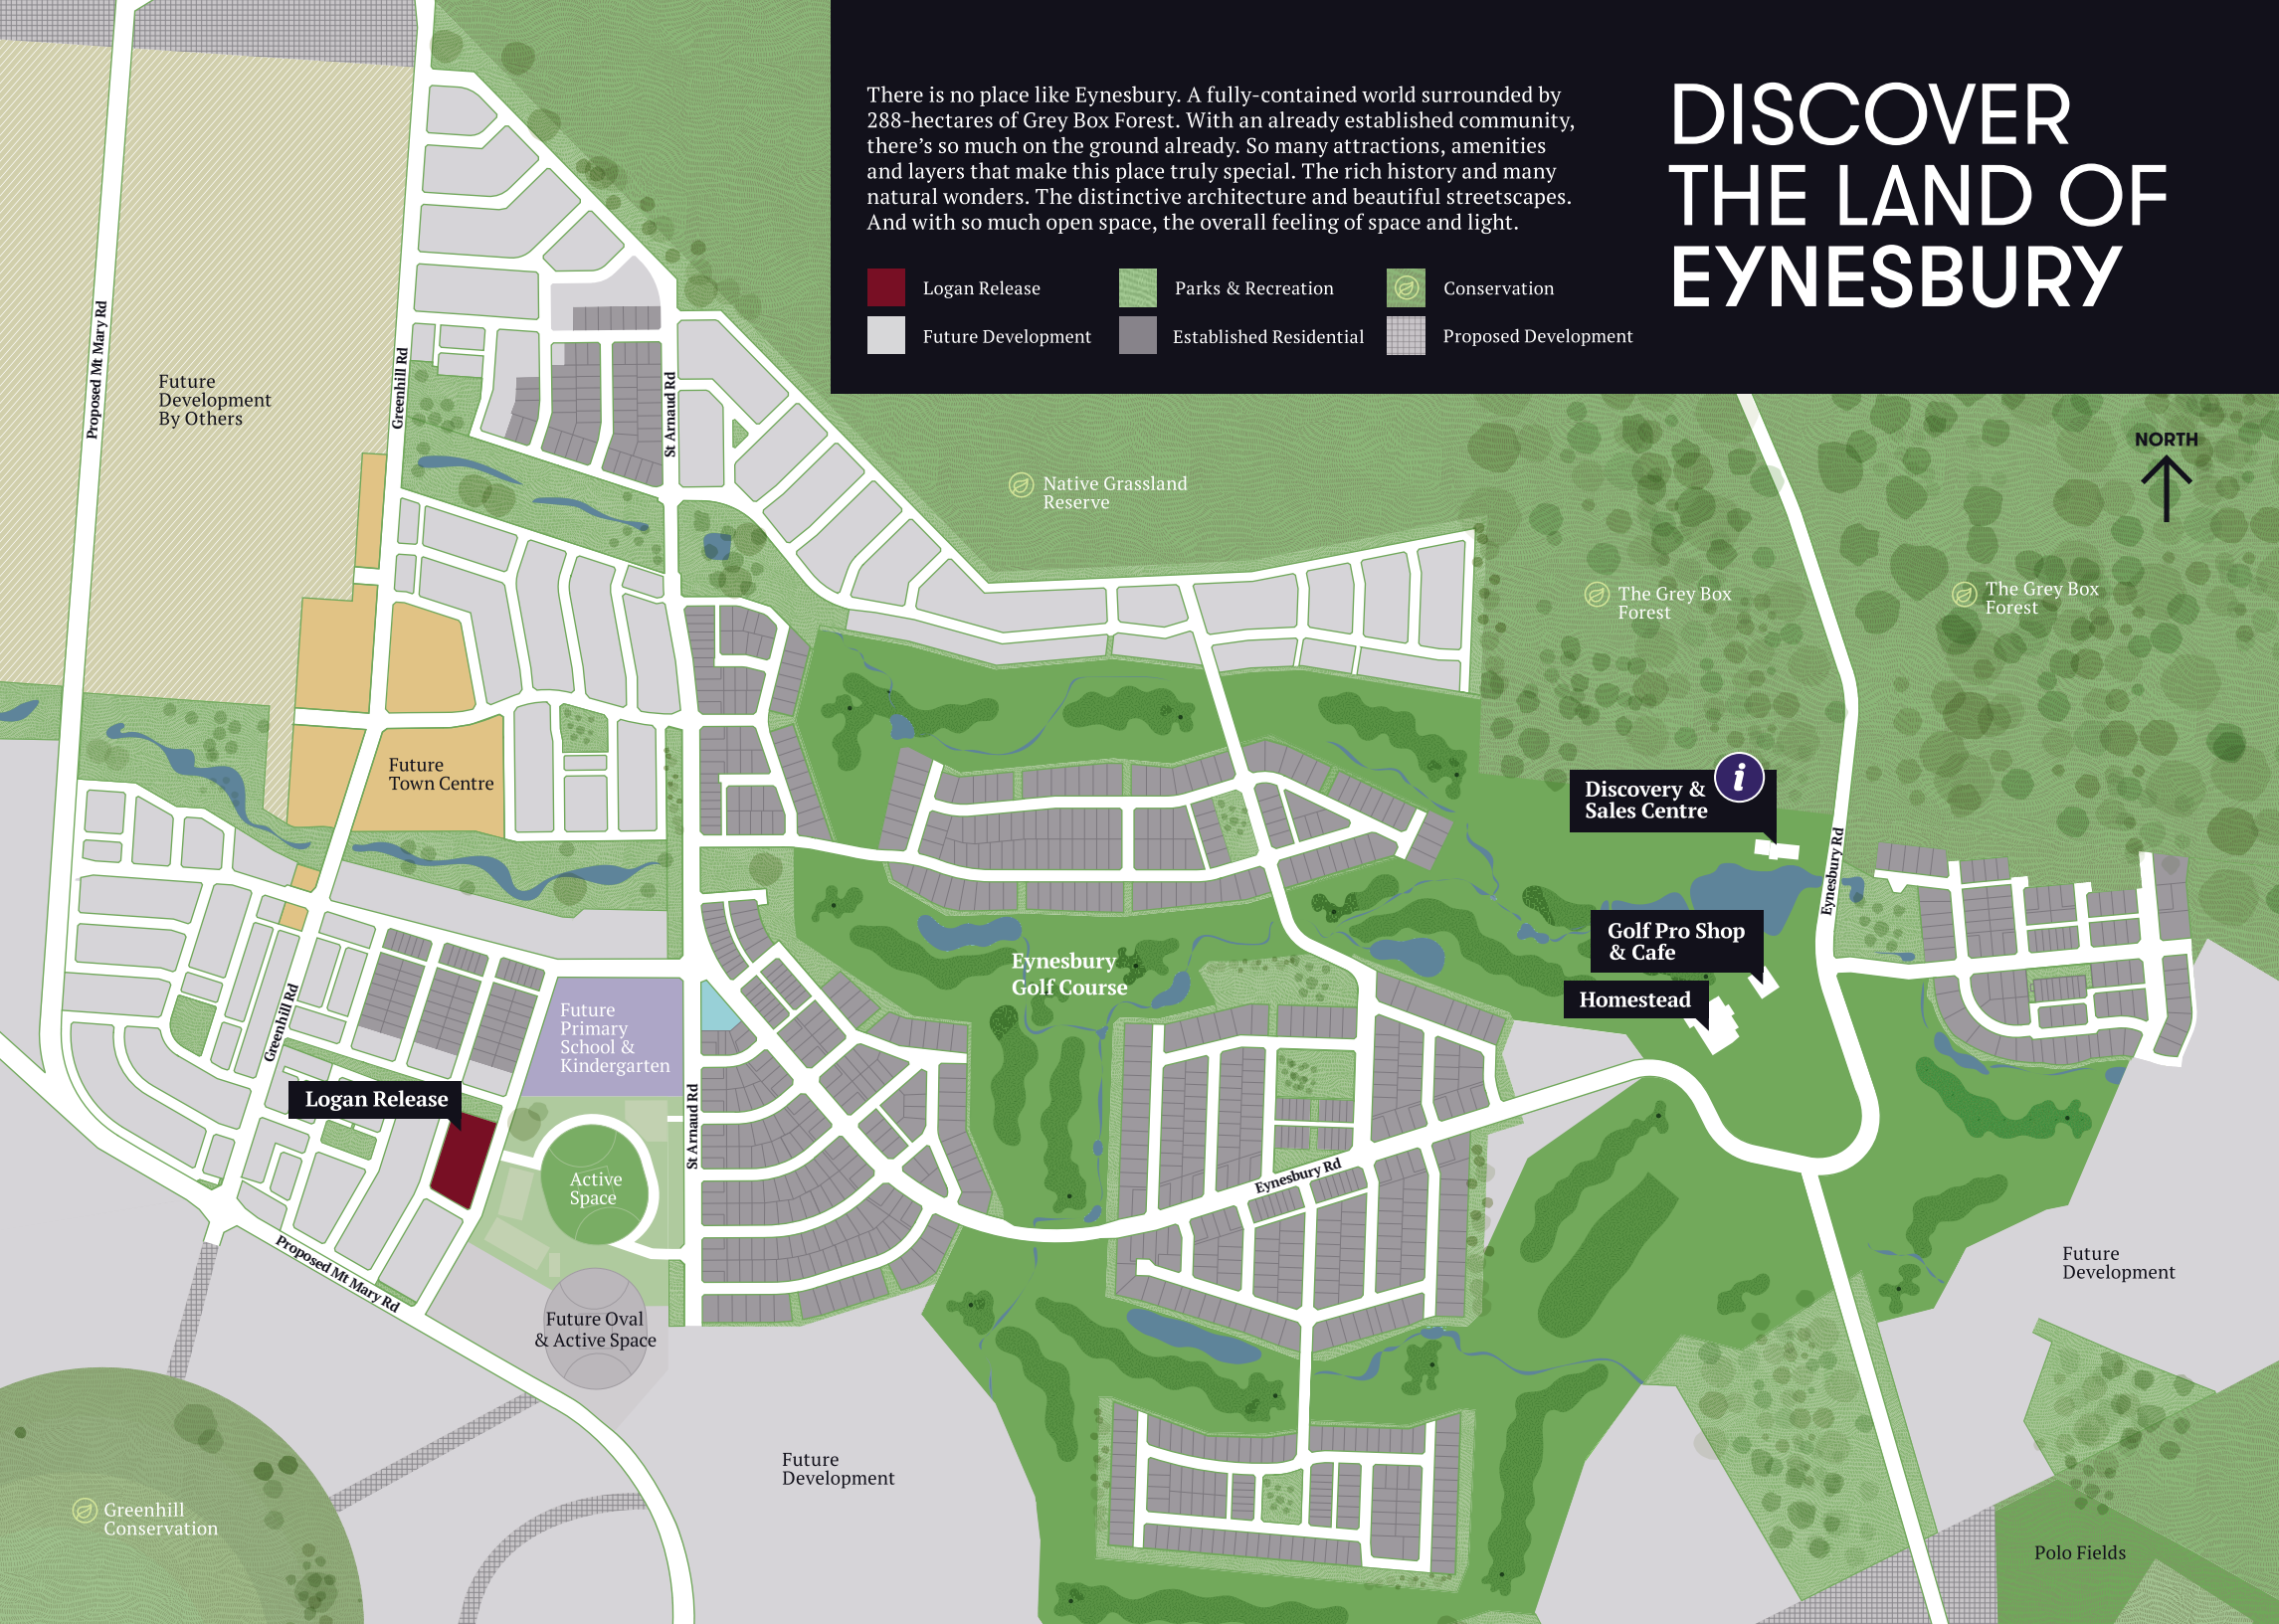 There is no place like Eynesbury. A fully-contained world surrounded by
288-hectares of Grey Box Forest. With an already established community,
there's so much on the ground already. So many attractions, amenities
and layers that make this place truly special. The rich history and many
natural wonders. The distinctive architecture and beautiful streetscapes.
And with so much open space, the overall feeling of space and light.
DISCOVER
THE LAND OF
EYNESBURY
Logan Release
Parks & Recreation
Conservation
Future Development
Established Residential
Proposed Development
NORTH
Proposed Mt Mary Rd
Future
Development
By Others
Greenhill Rd
St Arnaud Rd
Native Grassland
Reserve
The Grey Box
Forest
The Grey Box
Forest
Future
Town Centre
i
Discovery &
Sales Centre
Eynesbury Rd
Golf Pro Shop
& Cafe
Homestead
Eynesbury
Golf Course
Greenhill Rd
Future
Primary
School &
Kindergarten
Logan Release
St Arnaud Rd
Active
Space
Eynesbury Rd
Proposed Mt Mary Rd
Future Oval
& Active Space
Future
Development
Future
Development
Greenhill
Conservation
Polo Fields